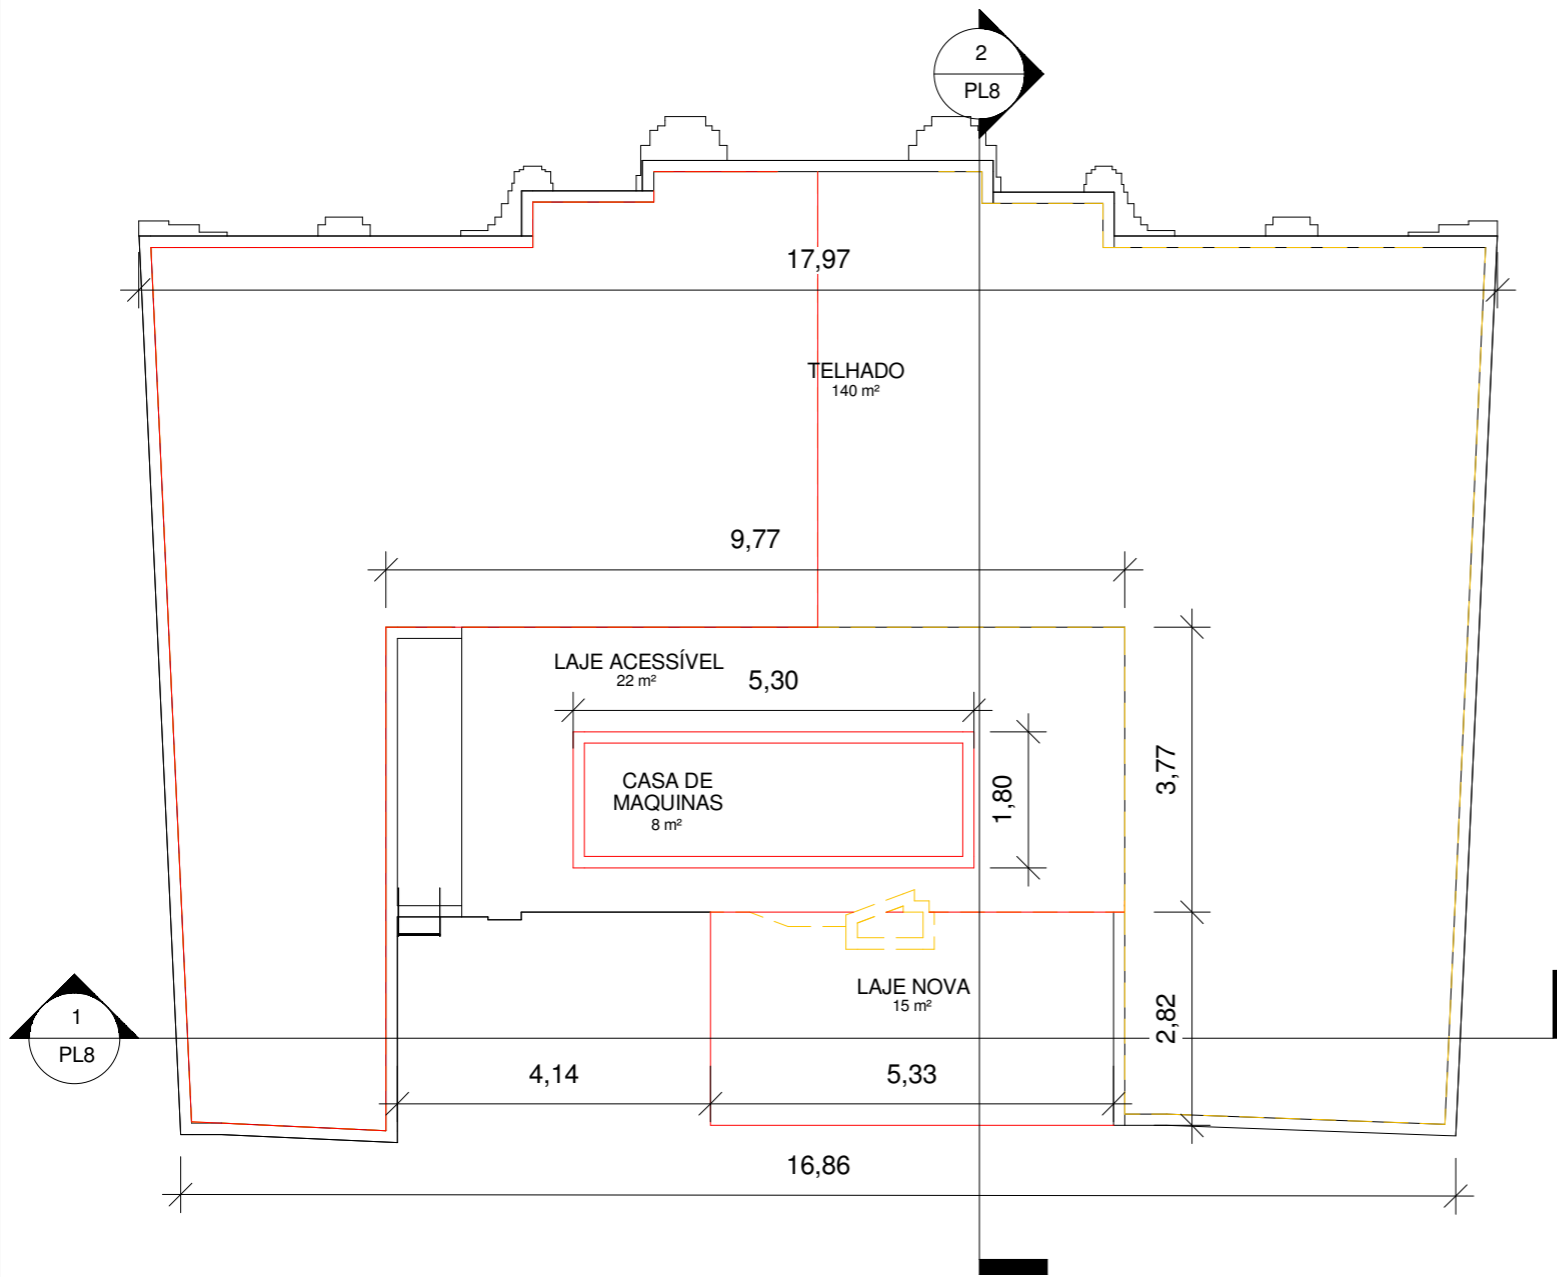 2
PL8
17,97
TELHADO
140 m²
9,77
LAJE ACESSÍVEL
22 m²
5,30
CASA DE
MAQUINAS
8 m²
1,80
3,77
LAJE NOVA
15 m²
2,82
1
PL8
4,14
5,33
16,86